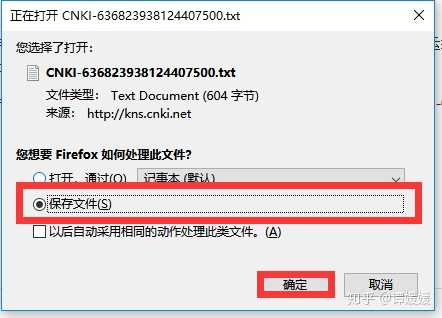 正在打开 CNKI-636823938124407500.txt
您选择了打开:
CNKI-636823938124407500.txt
文件类型: Text Document (604 字节)
来源: http://kns.cnki.net
您想要 Firefox 如何处理此文件?
打开，通过(O) 记事本 (默认)
保存文件(S)
以后自动采用相同的动作处理此类文件。(A)
确定 取消
知乎 @谭媛媛